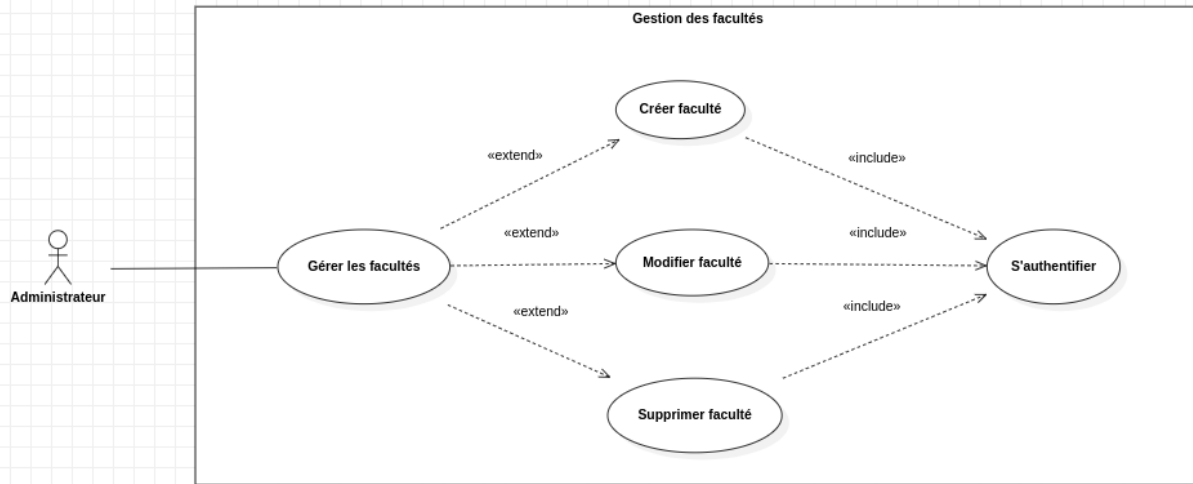 Gestion des facultés
Créer faculté
«extend»
«include»
«extend»
«include»
Administrateur
Gérer les facultés
Modifier faculté
S'authentifier
«extend»
«include»
Supprimer faculté